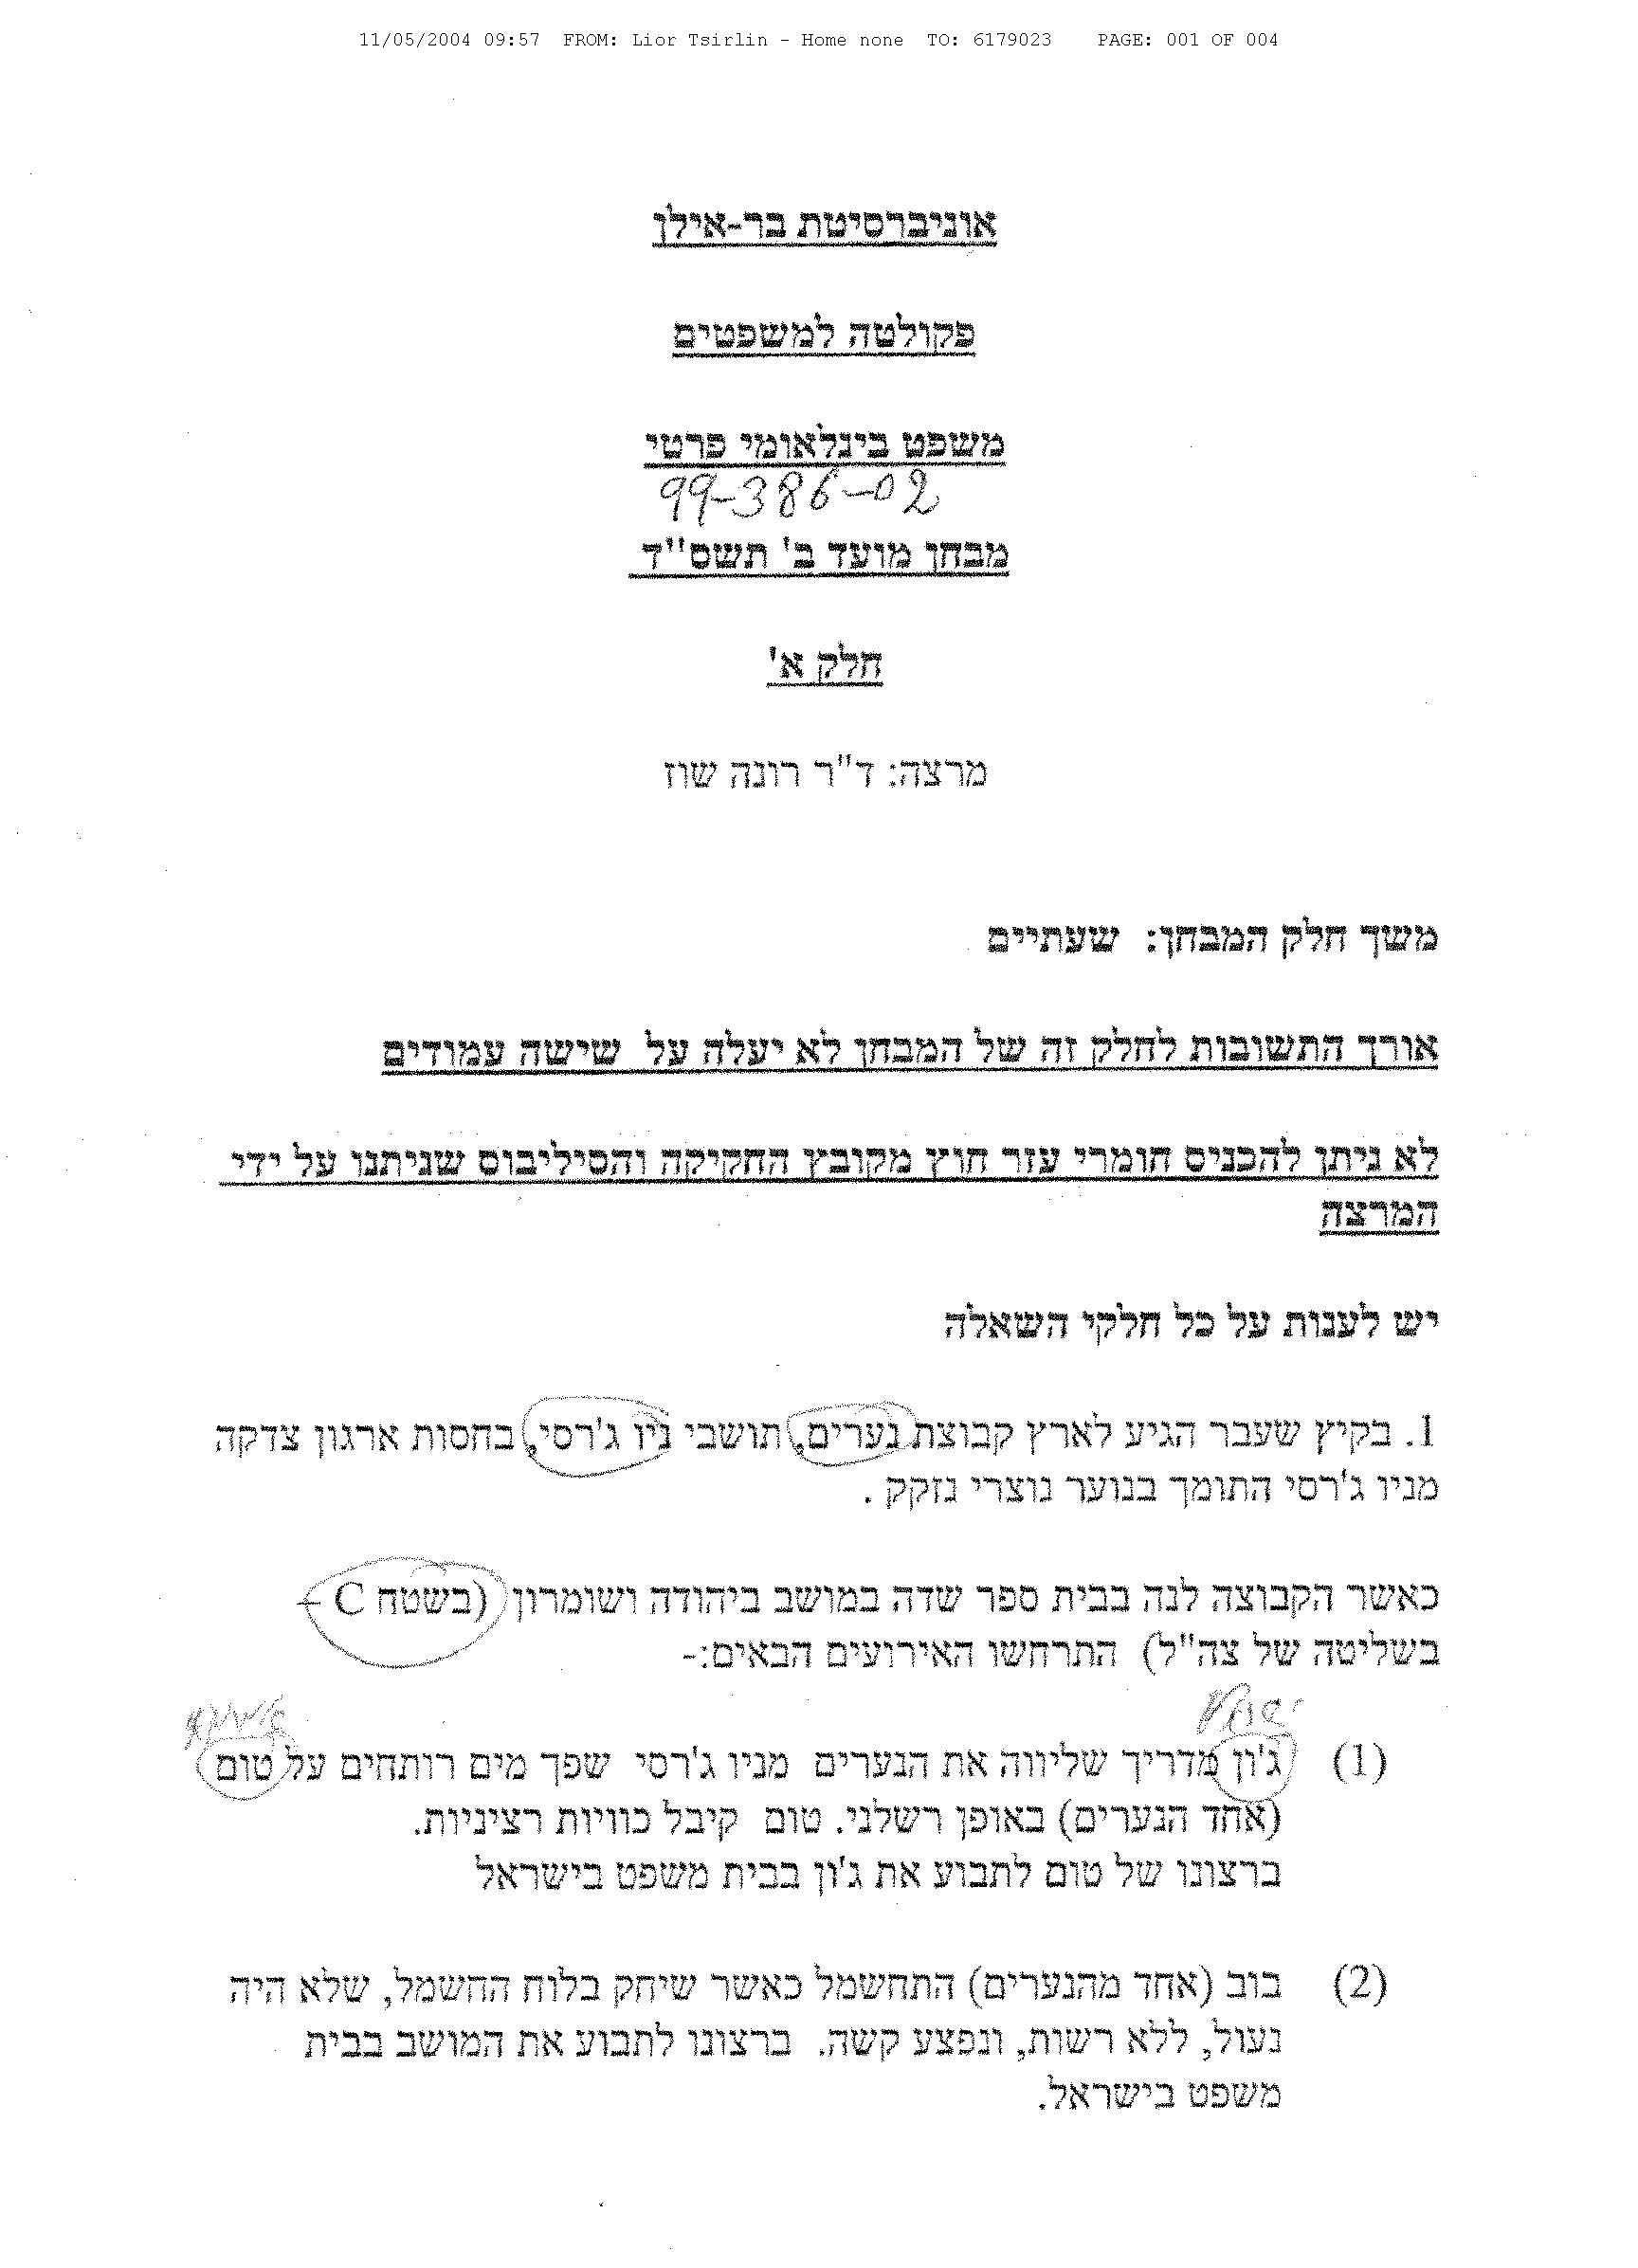 11/05/2004 09:57 FROM: Lior Tsirlin - Home none TO: 6179023 PAGE: 001 OF 004
אוניברסיטת בר-אילן
פקולטה למשפטים
משפט בינלאומי פרטי
99-386-02
מבחן מועד ב' תשס"ד
חלק א'
מרצה: ד"ר רונה שוז
משך חלק המבחן: שעתיים
אורך התשובות לחלק זה של המבחן לא יעלה על שישה עמודים
לא ניתן להכניס חומרי עזר חוץ מקובץ החקיקה והסיליבוס שניתנו על ידי
המרצה
יש לענות על כל חלקי השאלה
1. בקיץ שעבר הגיע לארץ קבוצת נערים, תושבי ניו ג'רסי, בחסות ארגון צדקה
מניו ג'רסי התומך בנוער נוצרי נזקק .
כאשר הקבוצה לנה בבית ספר שדה במושב ביהודה ושומרון (בשטח C –
בשליטה של צה"ל) התרחשו האירועים הבאים:-
(1) ג'ון מדריך שליווה את הנערים מניו ג'רסי שפך מים רותחים על טום
(אחד הנערים) באופן רשלני. טום קיבל כוויות רציניות.
ברצונו של טום לתבוע את ג'ון בבית משפט בישראל
(2) בוב (אחד מהנערים) התחשמל כאשר שיחק בלוח החשמל, שלא היה
נעול, ללא רשות, ונפצע קשה. ברצונו לתבוע את המושב בבית
משפט בישראל.